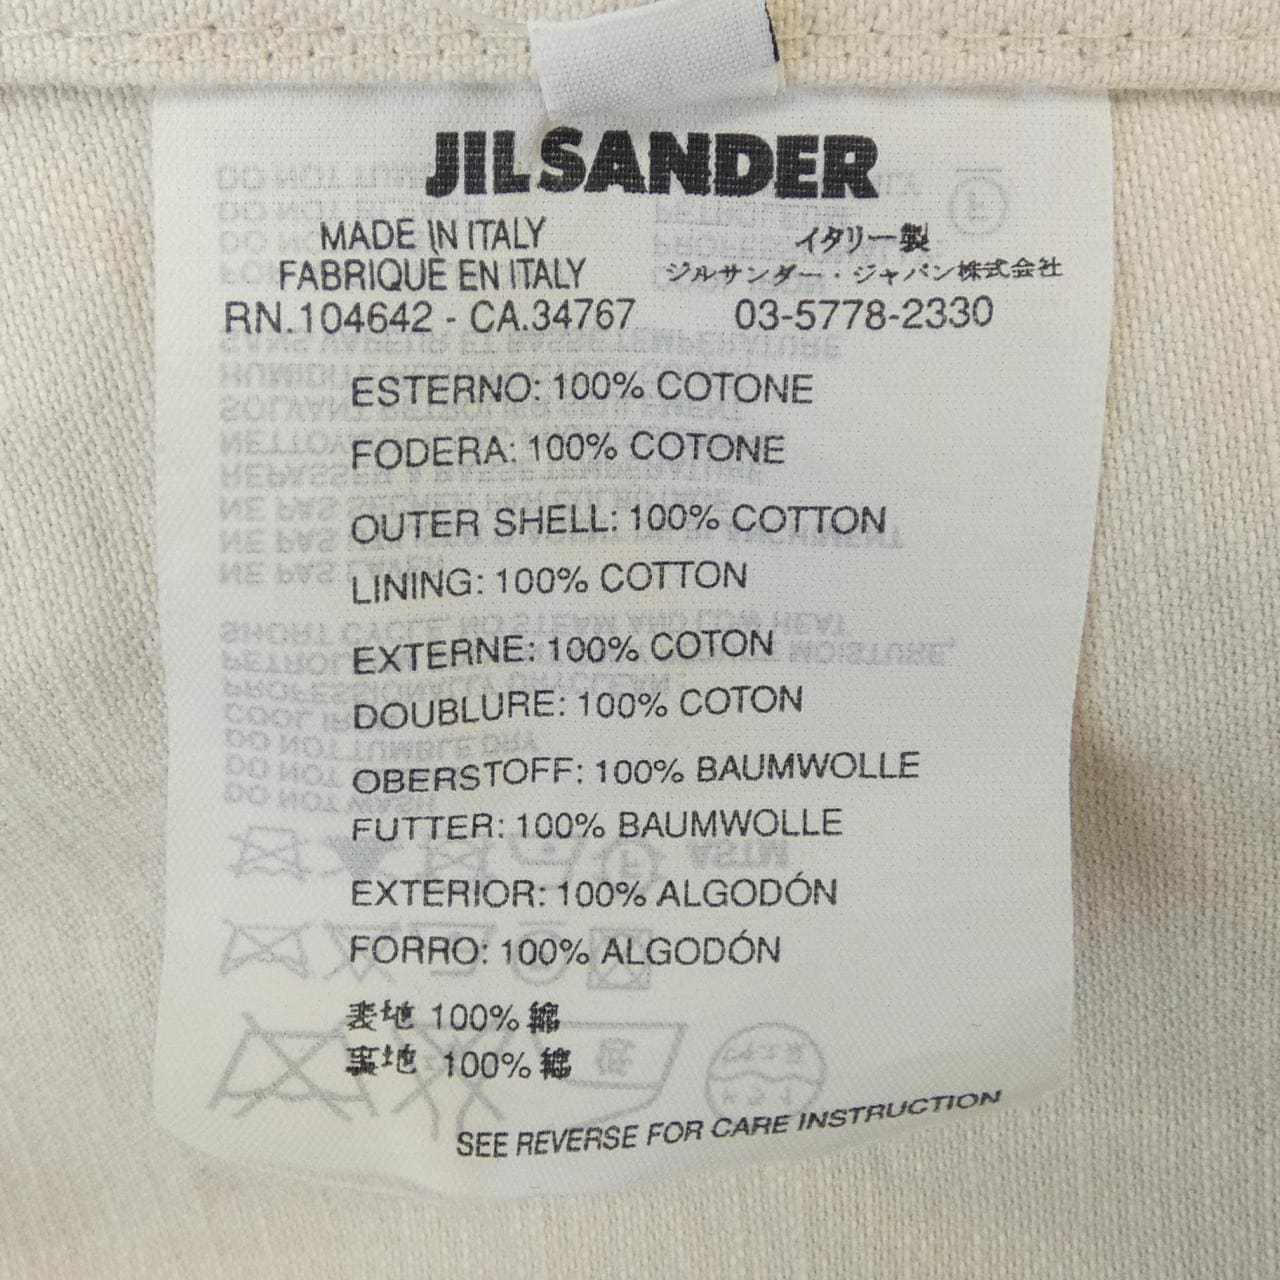 JIL SANDER
MADE IN ITALY
FABRIQUÈ EN ITALY
RN.104642 - CA.34767
イタリー製
ジルサンダー・ジャパン株式会社
03-5778-2330
ESTERNO: 100% COTONE
FODERA: 100% COTONE
OUTER SHELL: 100% COTTON
LINING: 100% COTTON
EXTERNE: 100% COTON
DOUBLURE: 100% COTON
OBERSTOFF: 100% BAUMWOLLE
FUTTER: 100% BAUMWOLLE
EXTERIOR: 100% ALGODÓN
FORRO: 100% ALGODÓN
表地 100% 綿
裏地 100% 綿
SEE REVERSE FOR CARE INSTRUCTION